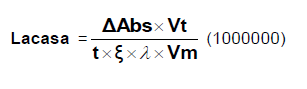 Lacasa = ΔAbs × Vt / t × ξ × λ × Vm (1000000)